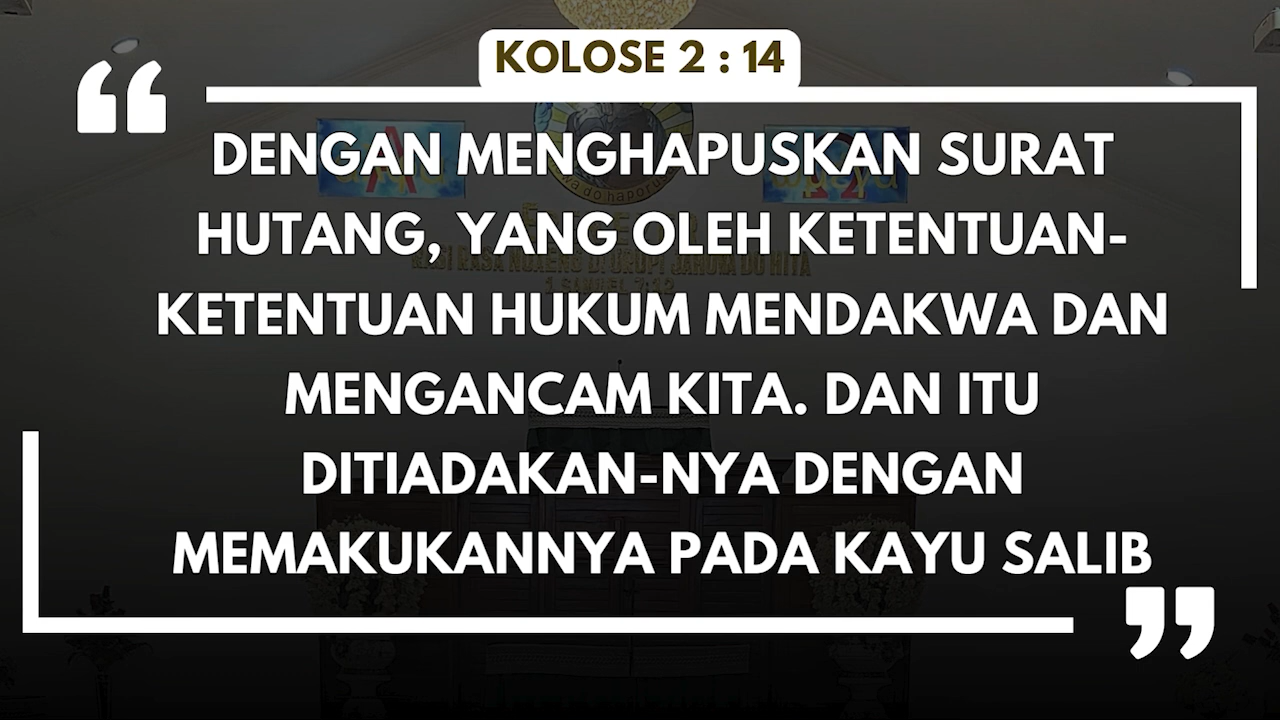 KOLOSE 2 : 14
DENGAN MENGHAPUSKAN SURAT
HUTANG, YANG OLEH KETENTUAN-
KETENTUAN HUKUM MENDAKWA DAN
MENGANCAM KITA. DAN ITU
DITIADAKAN-NYA DENGAN
MEMAKUKANNYA PADA KAYU SALIB